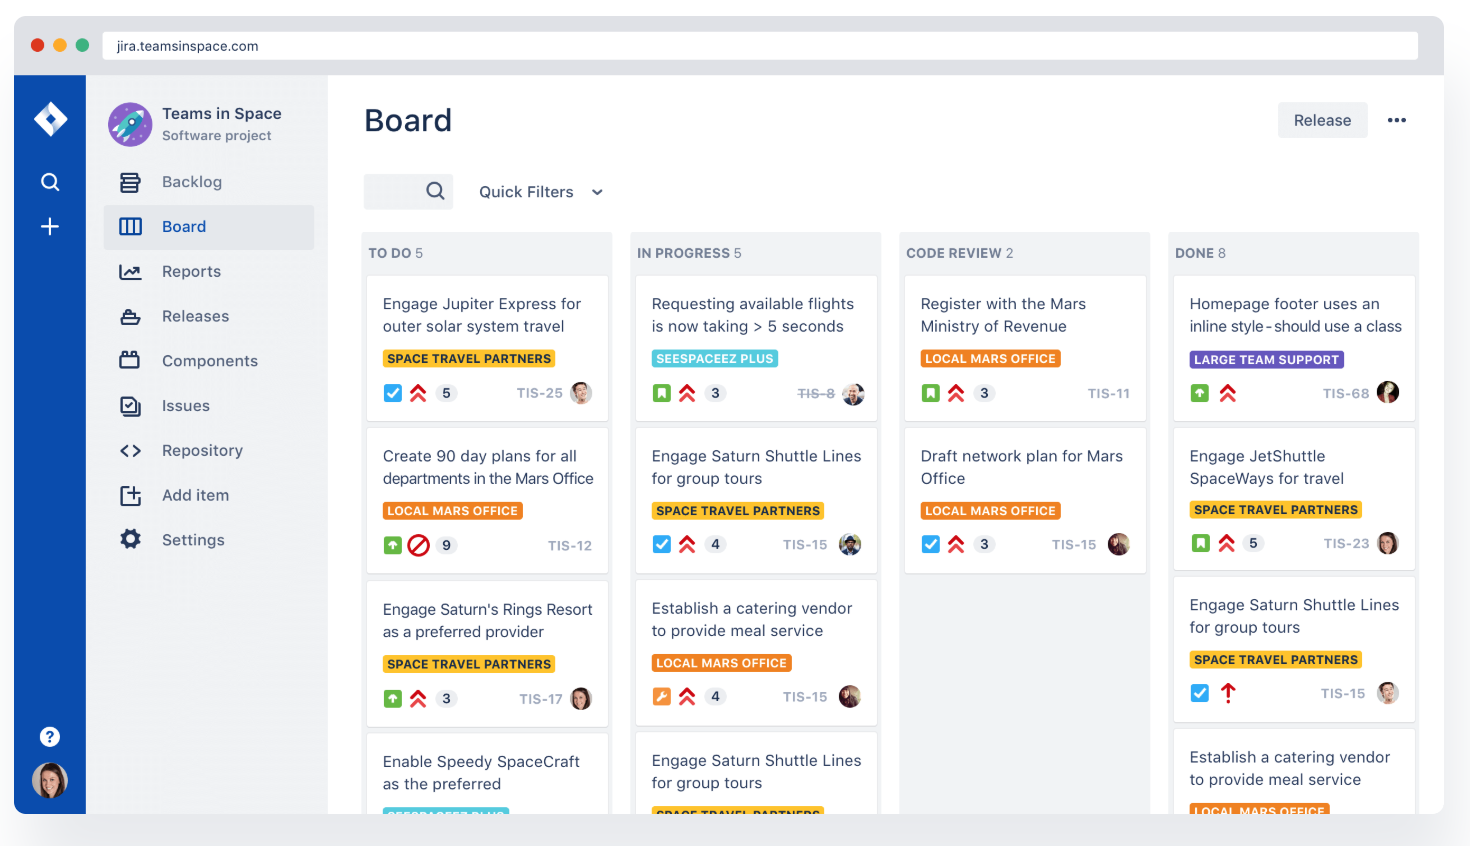 jira.teamsinspace.com
Teams in Space
Software project
Backlog
Board
Reports
Releases
Components
Issues
Repository
Add item
Settings
?
Board
Release
Quick Filters
TO DO 5
Engage Jupiter Express for
outer solar system travel
SPACE TRAVEL PARTNERS
5 TIS-25
Create 90 day plans for all
departments in the Mars Office
LOCAL MARS OFFICE
9 TIS-12
Engage Saturn's Rings Resort
as a preferred provider
SPACE TRAVEL PARTNERS
3 TIS-17
Enable Speedy SpaceCraft
as the preferred
SEESPACEEZ PLUS
IN PROGRESS 5
Requesting available flights
is now taking > 5 seconds
SEESPACEEZ PLUS
3 TIS-8
Engage Saturn Shuttle Lines
for group tours
SPACE TRAVEL PARTNERS
4 TIS-15
Establish a catering vendor
to provide meal service
LOCAL MARS OFFICE
4 TIS-15
Engage Saturn Shuttle Lines
for group tours
SPACE TRAVEL PARTNERS
CODE REVIEW 2
Register with the Mars
Ministry of Revenue
LOCAL MARS OFFICE
3 TIS-11
Draft network plan for Mars
Office
LOCAL MARS OFFICE
3 TIS-15
DONE 8
Homepage footer uses an
inline style - should use a class
LARGE TEAM SUPPORT
TIS-68
Engage JetShuttle
SpaceWays for travel
SPACE TRAVEL PARTNERS
5 TIS-23
Engage Saturn Shuttle Lines
for group tours
SPACE TRAVEL PARTNERS
TIS-15
Establish a catering vendor
to provide meal service
LOCAL MARS OFFICE